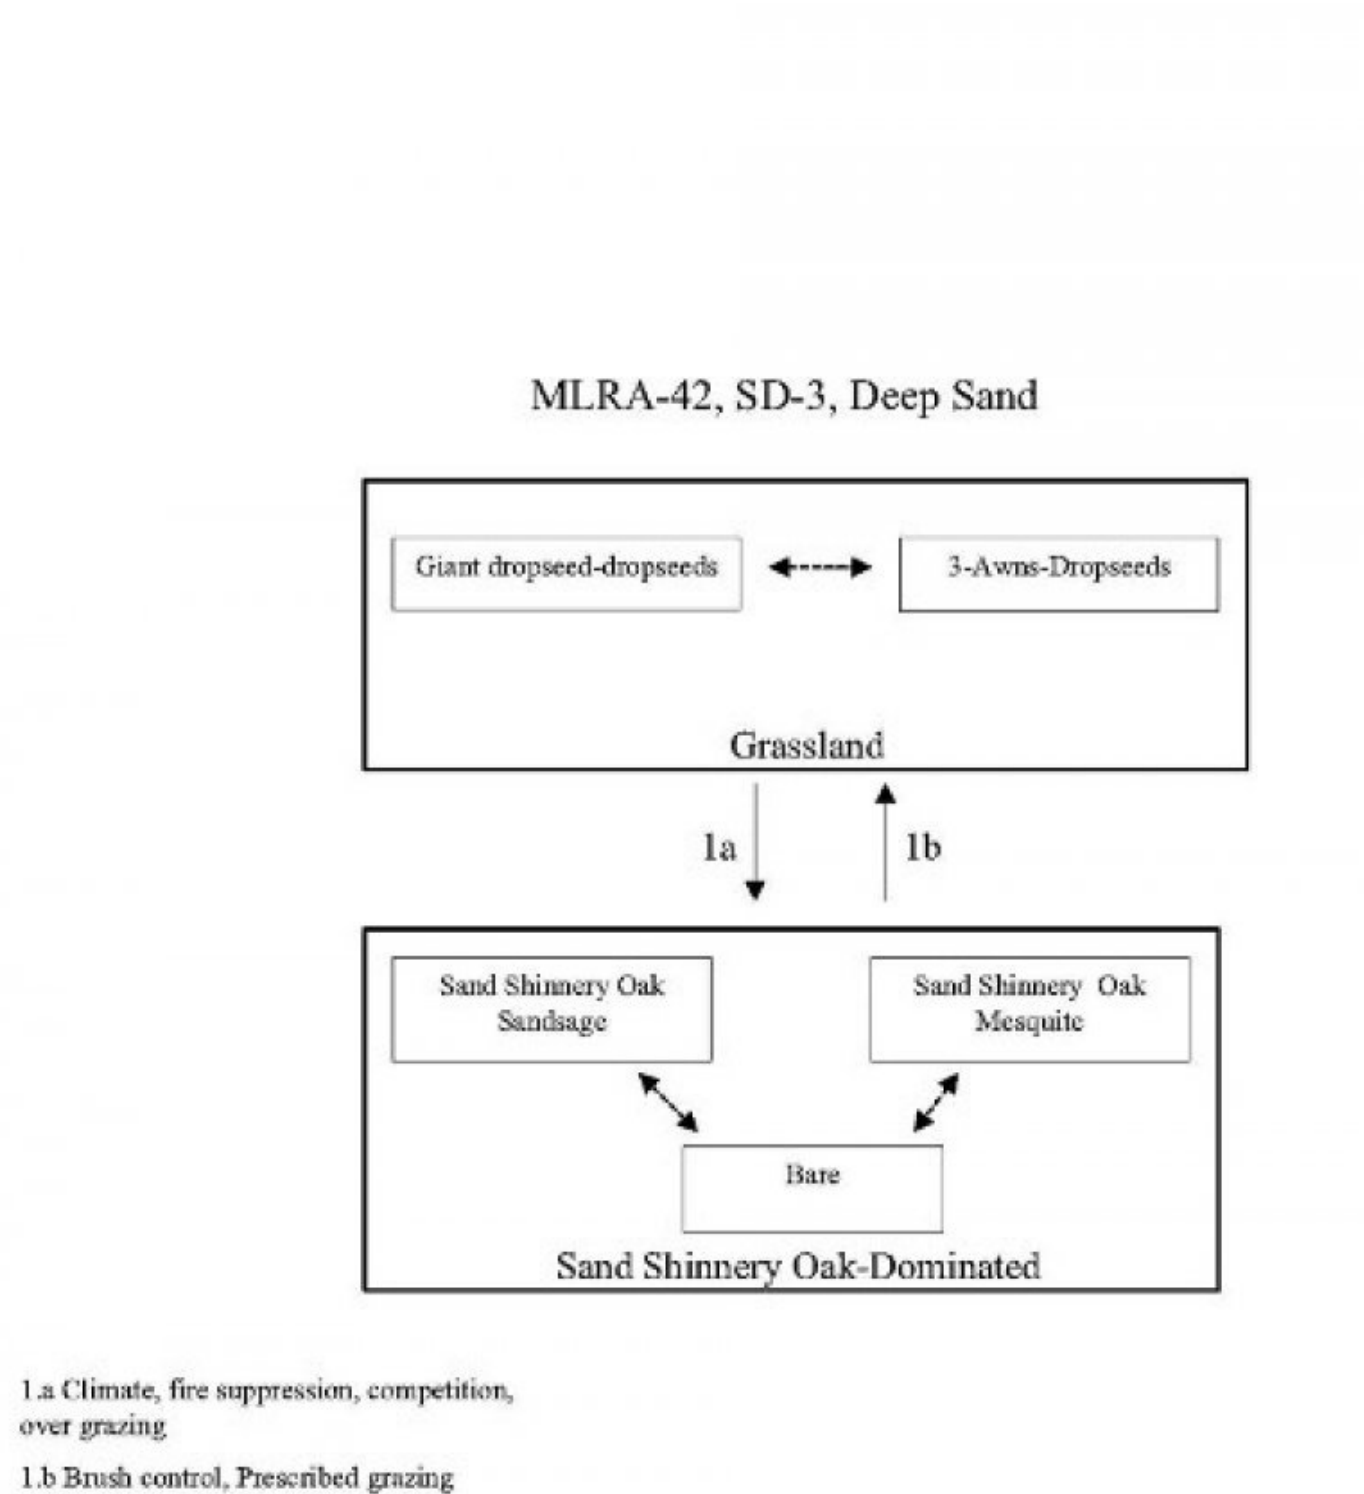 MLRA-42, SD-3, Deep Sand
Giant dropseed-dropseeds
3-Awns-Dropseeds
Grassland
1a
1b
Sand Shinnery Oak
Sandsage
Sand Shinnery Oak
Mesquite
Bare
Sand Shinnery Oak-Dominated
1.a Climate, fire suppression, competition,
over grazing
1.b Brush control, Prescribed grazing